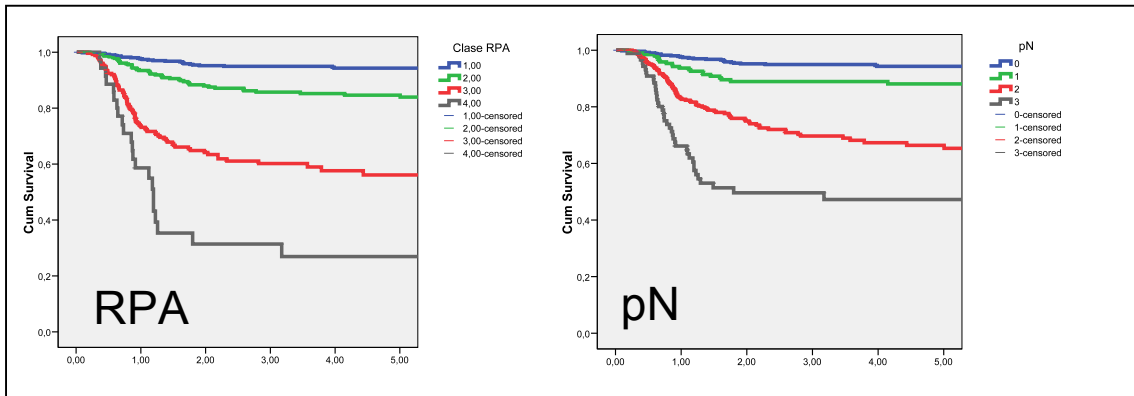 Clase RPA
1,00
2,00
3,00
4,00
1,00-censored
2,00-censored
3,00-censored
4,00-censored
Cum Survival
1,0
0,8
0,6
0,4
0,2
0,0
RPA
0,00 1,00 2,00 3,00 4,00 5,00
pN
0
1
2
3
0-censored
1-censored
2-censored
3-censored
Cum Survival
1,0
0,8
0,6
0,4
0,2
0,0
pN
0,00 1,00 2,00 3,00 4,00 5,00